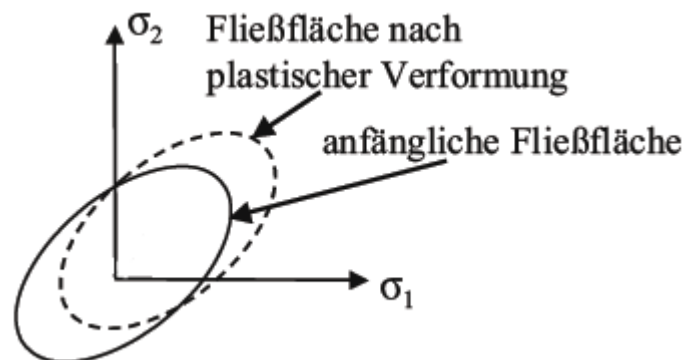 σ₂
Fließfläche nach
plastischer Verformung
anfängliche Fließfläche
σ₁